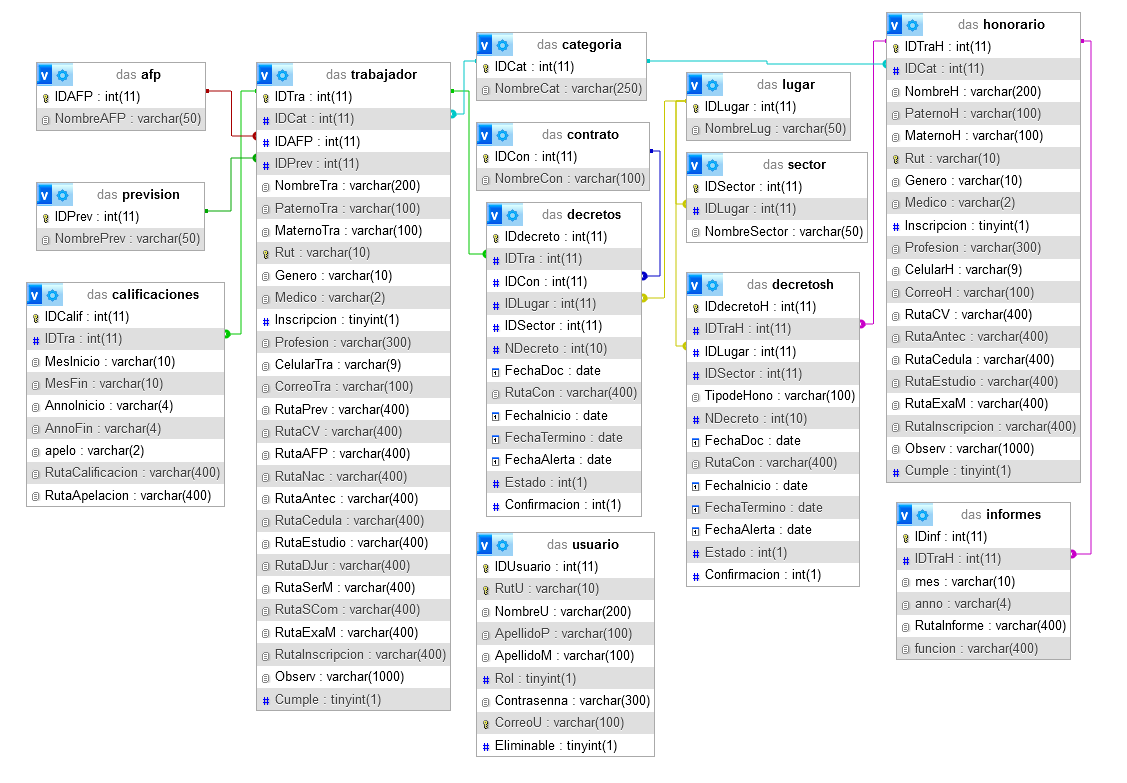 v das afp
IDAFP : int(11)
NombreAFP : varchar(50)
v das prevision
IDPrev : int(11)
NombrePrev : varchar(50)
v das calificaciones
IDCalif : int(11)
# IDTra : int(11)
MesInicio : varchar(10)
MesFin : varchar(10)
AnnoInicio : varchar(4)
AnnoFin : varchar(4)
apelo : varchar(2)
RutaCalificacion : varchar(400)
RutaApelacion : varchar(400)
v das trabajador
IDTra : int(11)
# IDCat : int(11)
# IDAFP : int(11)
# IDPrev : int(11)
NombreTra : varchar(200)
PaternoTra : varchar(100)
MaternoTra : varchar(100)
Rut : varchar(10)
Genero : varchar(10)
Medico : varchar(2)
# Inscripcion : tinyint(1)
Profesion : varchar(300)
CelularTra : varchar(9)
CorreoTra : varchar(100)
RutaPrev : varchar(400)
RutaCV : varchar(400)
RutaAFP : varchar(400)
RutaNac : varchar(400)
RutaAntec : varchar(400)
RutaCedula : varchar(400)
RutaEstudio : varchar(400)
RutaDJur : varchar(400)
RutaSerM : varchar(400)
RutaSCom : varchar(400)
RutaExaM : varchar(400)
RutaInscripcion : varchar(400)
Observ : varchar(1000)
# Cumple : tinyint(1)
v das categoria
IDCat : int(11)
NombreCat : varchar(250)
v das contrato
IDCon : int(11)
NombreCon : varchar(100)
v das decretos
IDdecreto : int(11)
# IDTra : int(11)
# IDCon : int(11)
# IDLugar : int(11)
# IDSector : int(11)
# NDecreto : int(10)
FechaDoc : date
RutaCon : varchar(400)
FechaInicio : date
FechaTermino : date
FechaAlerta : date
# Estado : int(1)
# Confirmacion : int(1)
v das usuario
IDUsuario : int(11)
RutU : varchar(10)
NombreU : varchar(200)
ApellidoP : varchar(100)
ApellidoM : varchar(100)
# Rol : tinyint(1)
Contrasenna : varchar(300)
CorreoU : varchar(100)
# Eliminable : tinyint(1)
v das lugar
IDLugar : int(11)
NombreLug : varchar(50)
v das sector
IDSector : int(11)
# IDLugar : int(11)
NombreSector : varchar(50)
v das decretosh
IDdecretoH : int(11)
# IDTraH : int(11)
# IDLugar : int(11)
# IDSector : int(11)
TipodeHono : varchar(100)
# NDecreto : int(10)
FechaDoc : date
RutaCon : varchar(400)
FechaInicio : date
FechaTermino : date
FechaAlerta : date
# Estado : int(1)
# Confirmacion : int(1)
v das honorario
IDTraH : int(11)
# IDCat : int(11)
NombreH : varchar(200)
PaternoH : varchar(100)
MaternoH : varchar(100)
Rut : varchar(10)
Genero : varchar(10)
Medico : varchar(2)
# Inscripcion : tinyint(1)
Profesion : varchar(300)
CelularH : varchar(9)
CorreoH : varchar(100)
RutaCV : varchar(400)
RutaAntec : varchar(400)
RutaCedula : varchar(400)
RutaEstudio : varchar(400)
RutaExaM : varchar(400)
RutaInscripcion : varchar(400)
Observ : varchar(1000)
# Cumple : tinyint(1)
v das informes
IDinf : int(11)
# IDTraH : int(11)
mes : varchar(10)
anno : varchar(4)
RutaInforme : varchar(400)
funcion : varchar(400)